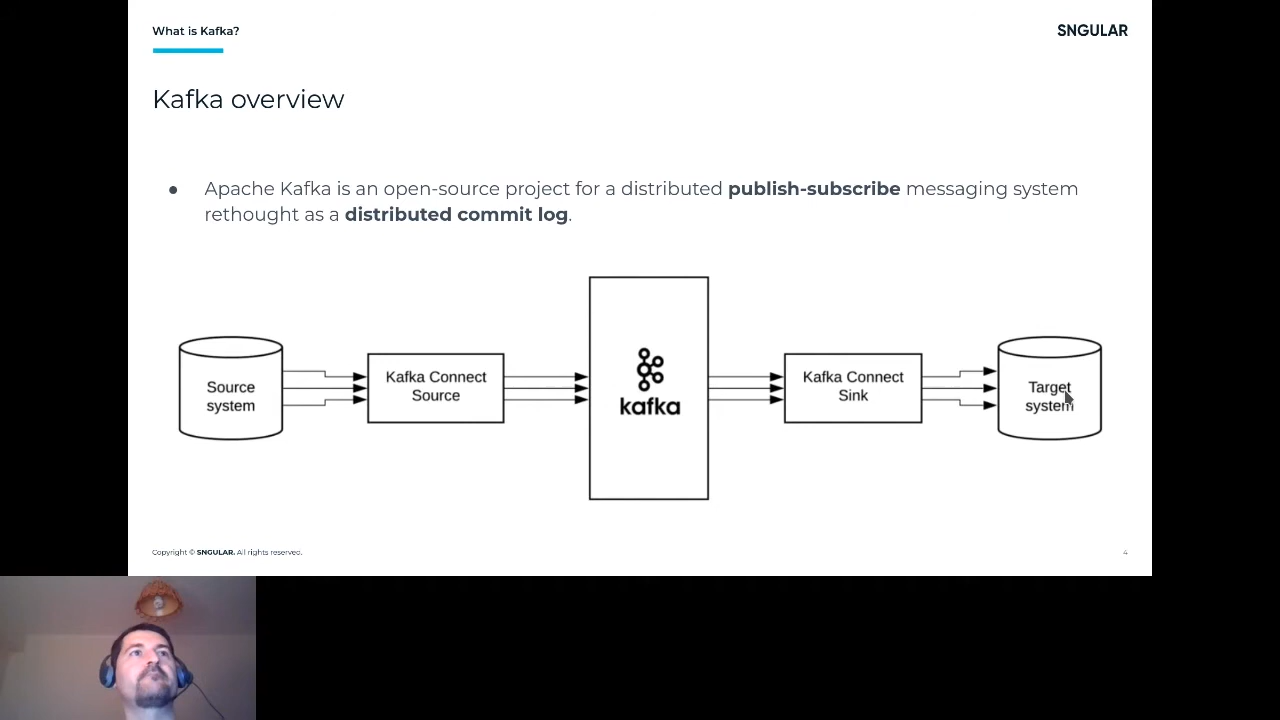 What is Kafka?
SNGULAR
Kafka overview
● Apache Kafka is an open-source project for a distributed publish-subscribe messaging system
rethought as a distributed commit log.
Source
system
Kafka Connect
Source
kafka
Kafka Connect
Sink
Target
system
Copyright © SNGULAR. All rights reserved.
4